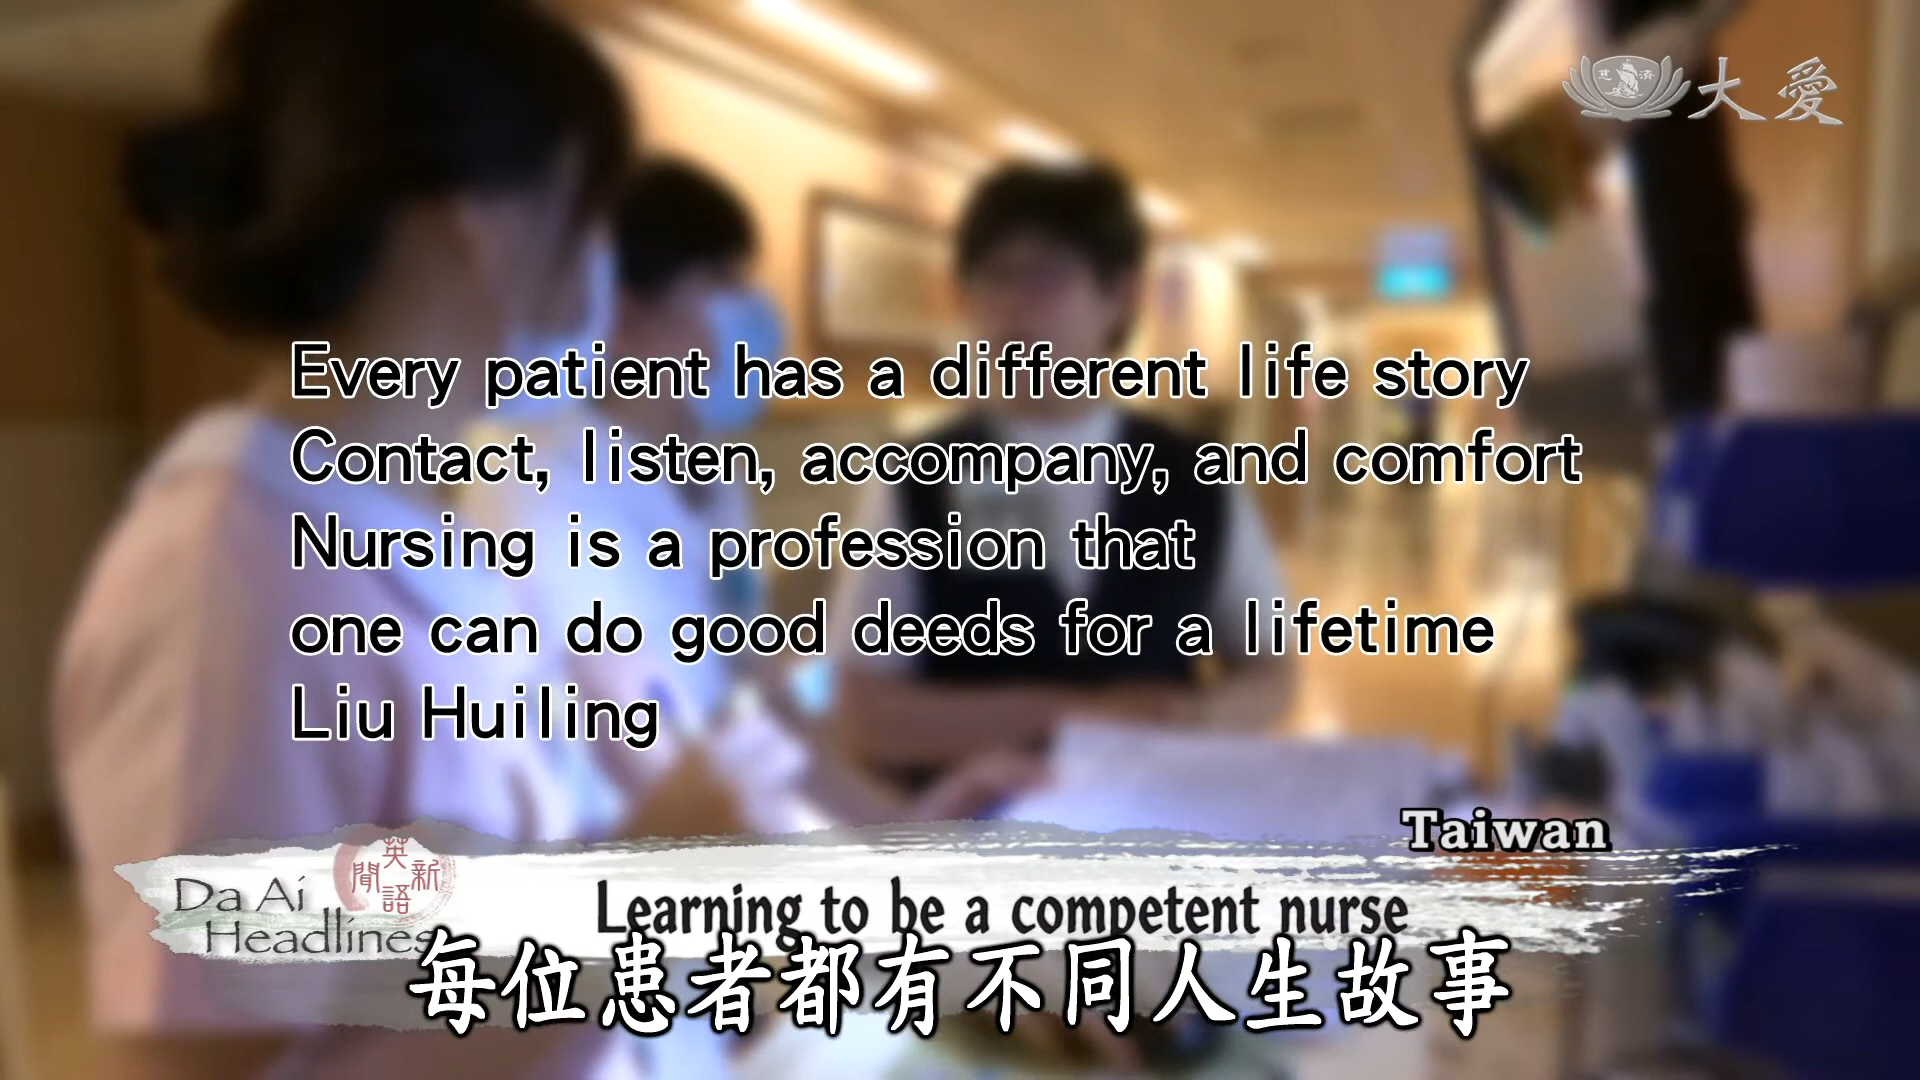 慈濟
大愛
Every patient has a different life story
Contact, listen, accompany, and comfort
Nursing is a profession that
one can do good deeds for a lifetime
Liu Huiling
Taiwan
Da Ai
Headlines
英語新聞
Learning to be a competent nurse
每位患者都有不同人生故事